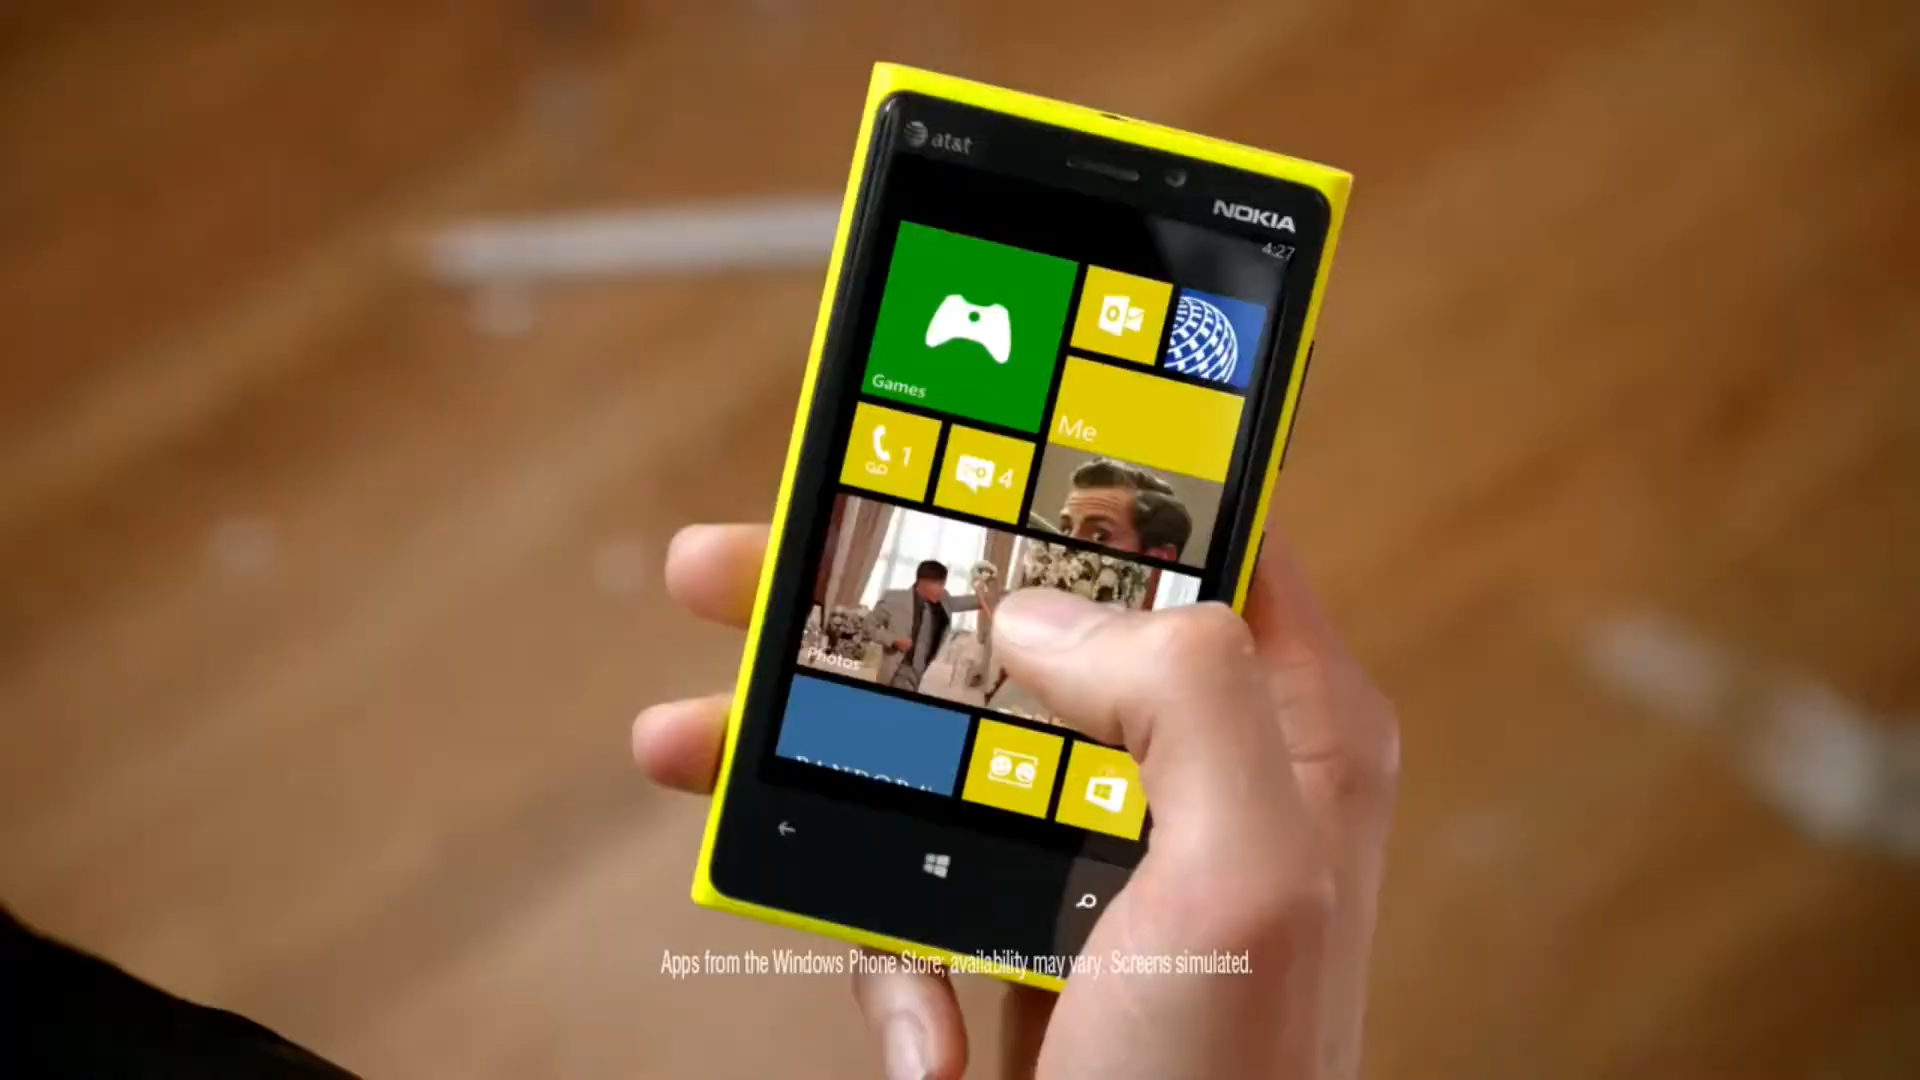 at&t
NOKIA
4:27
Games
Me
1
4
Photos
PANDORA
Apps from the Windows Phone Store; availability may vary. Screens simulated.